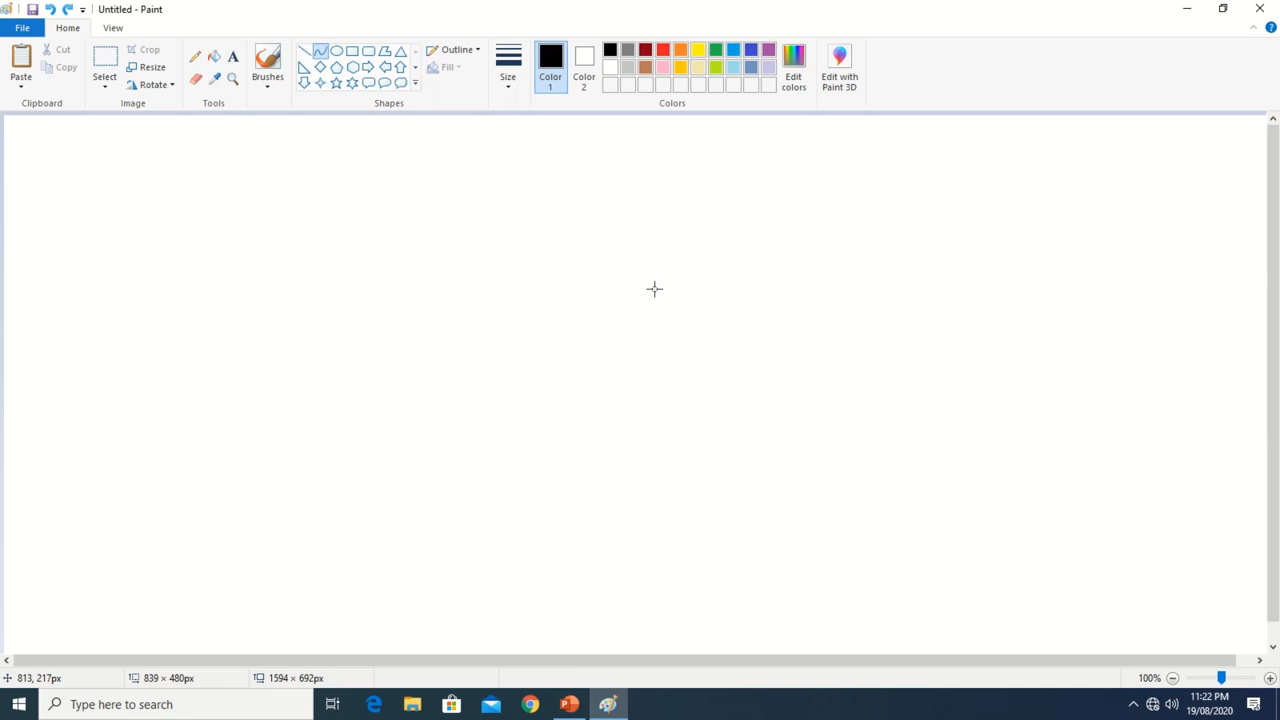 Untitled - Paint
File Home View
Paste
Cut
Copy
Clipboard
Select
Crop
Resize
Rotate
Image
Tools
Brushes
Shapes
Outline
Fill
Size
Color
1
Color
2
Colors
Edit
colors
Edit with
Paint 3D
813, 217px 839 × 480px 1594 × 692px 100%
Type here to search
11:22 PM
19/08/2020